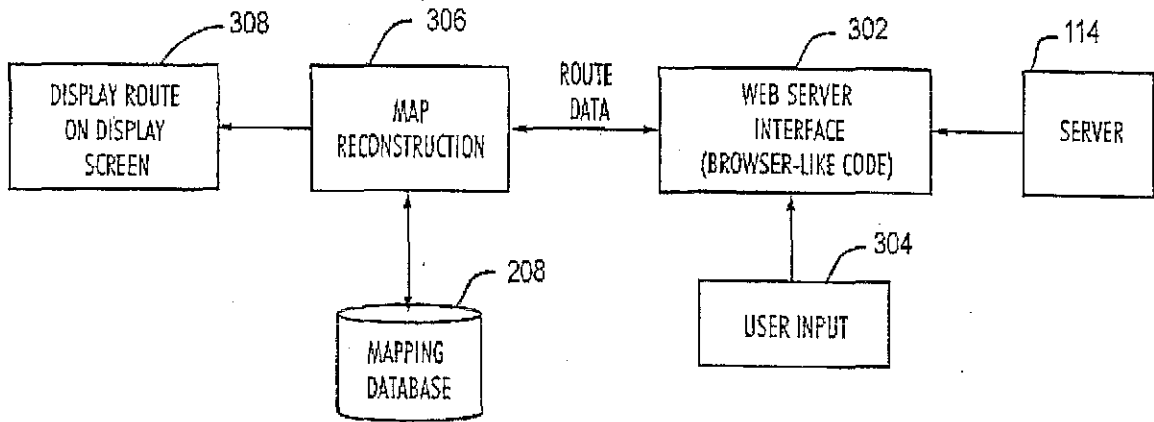 308
306
302
114
DISPLAY ROUTE
ON DISPLAY
SCREEN
MAP
RECONSTRUCTION
ROUTE
DATA
WEB SERVER
INTERFACE
(BROWSER-LIKE CODE)
SERVER
208
304
MAPPING
DATABASE
USER INPUT